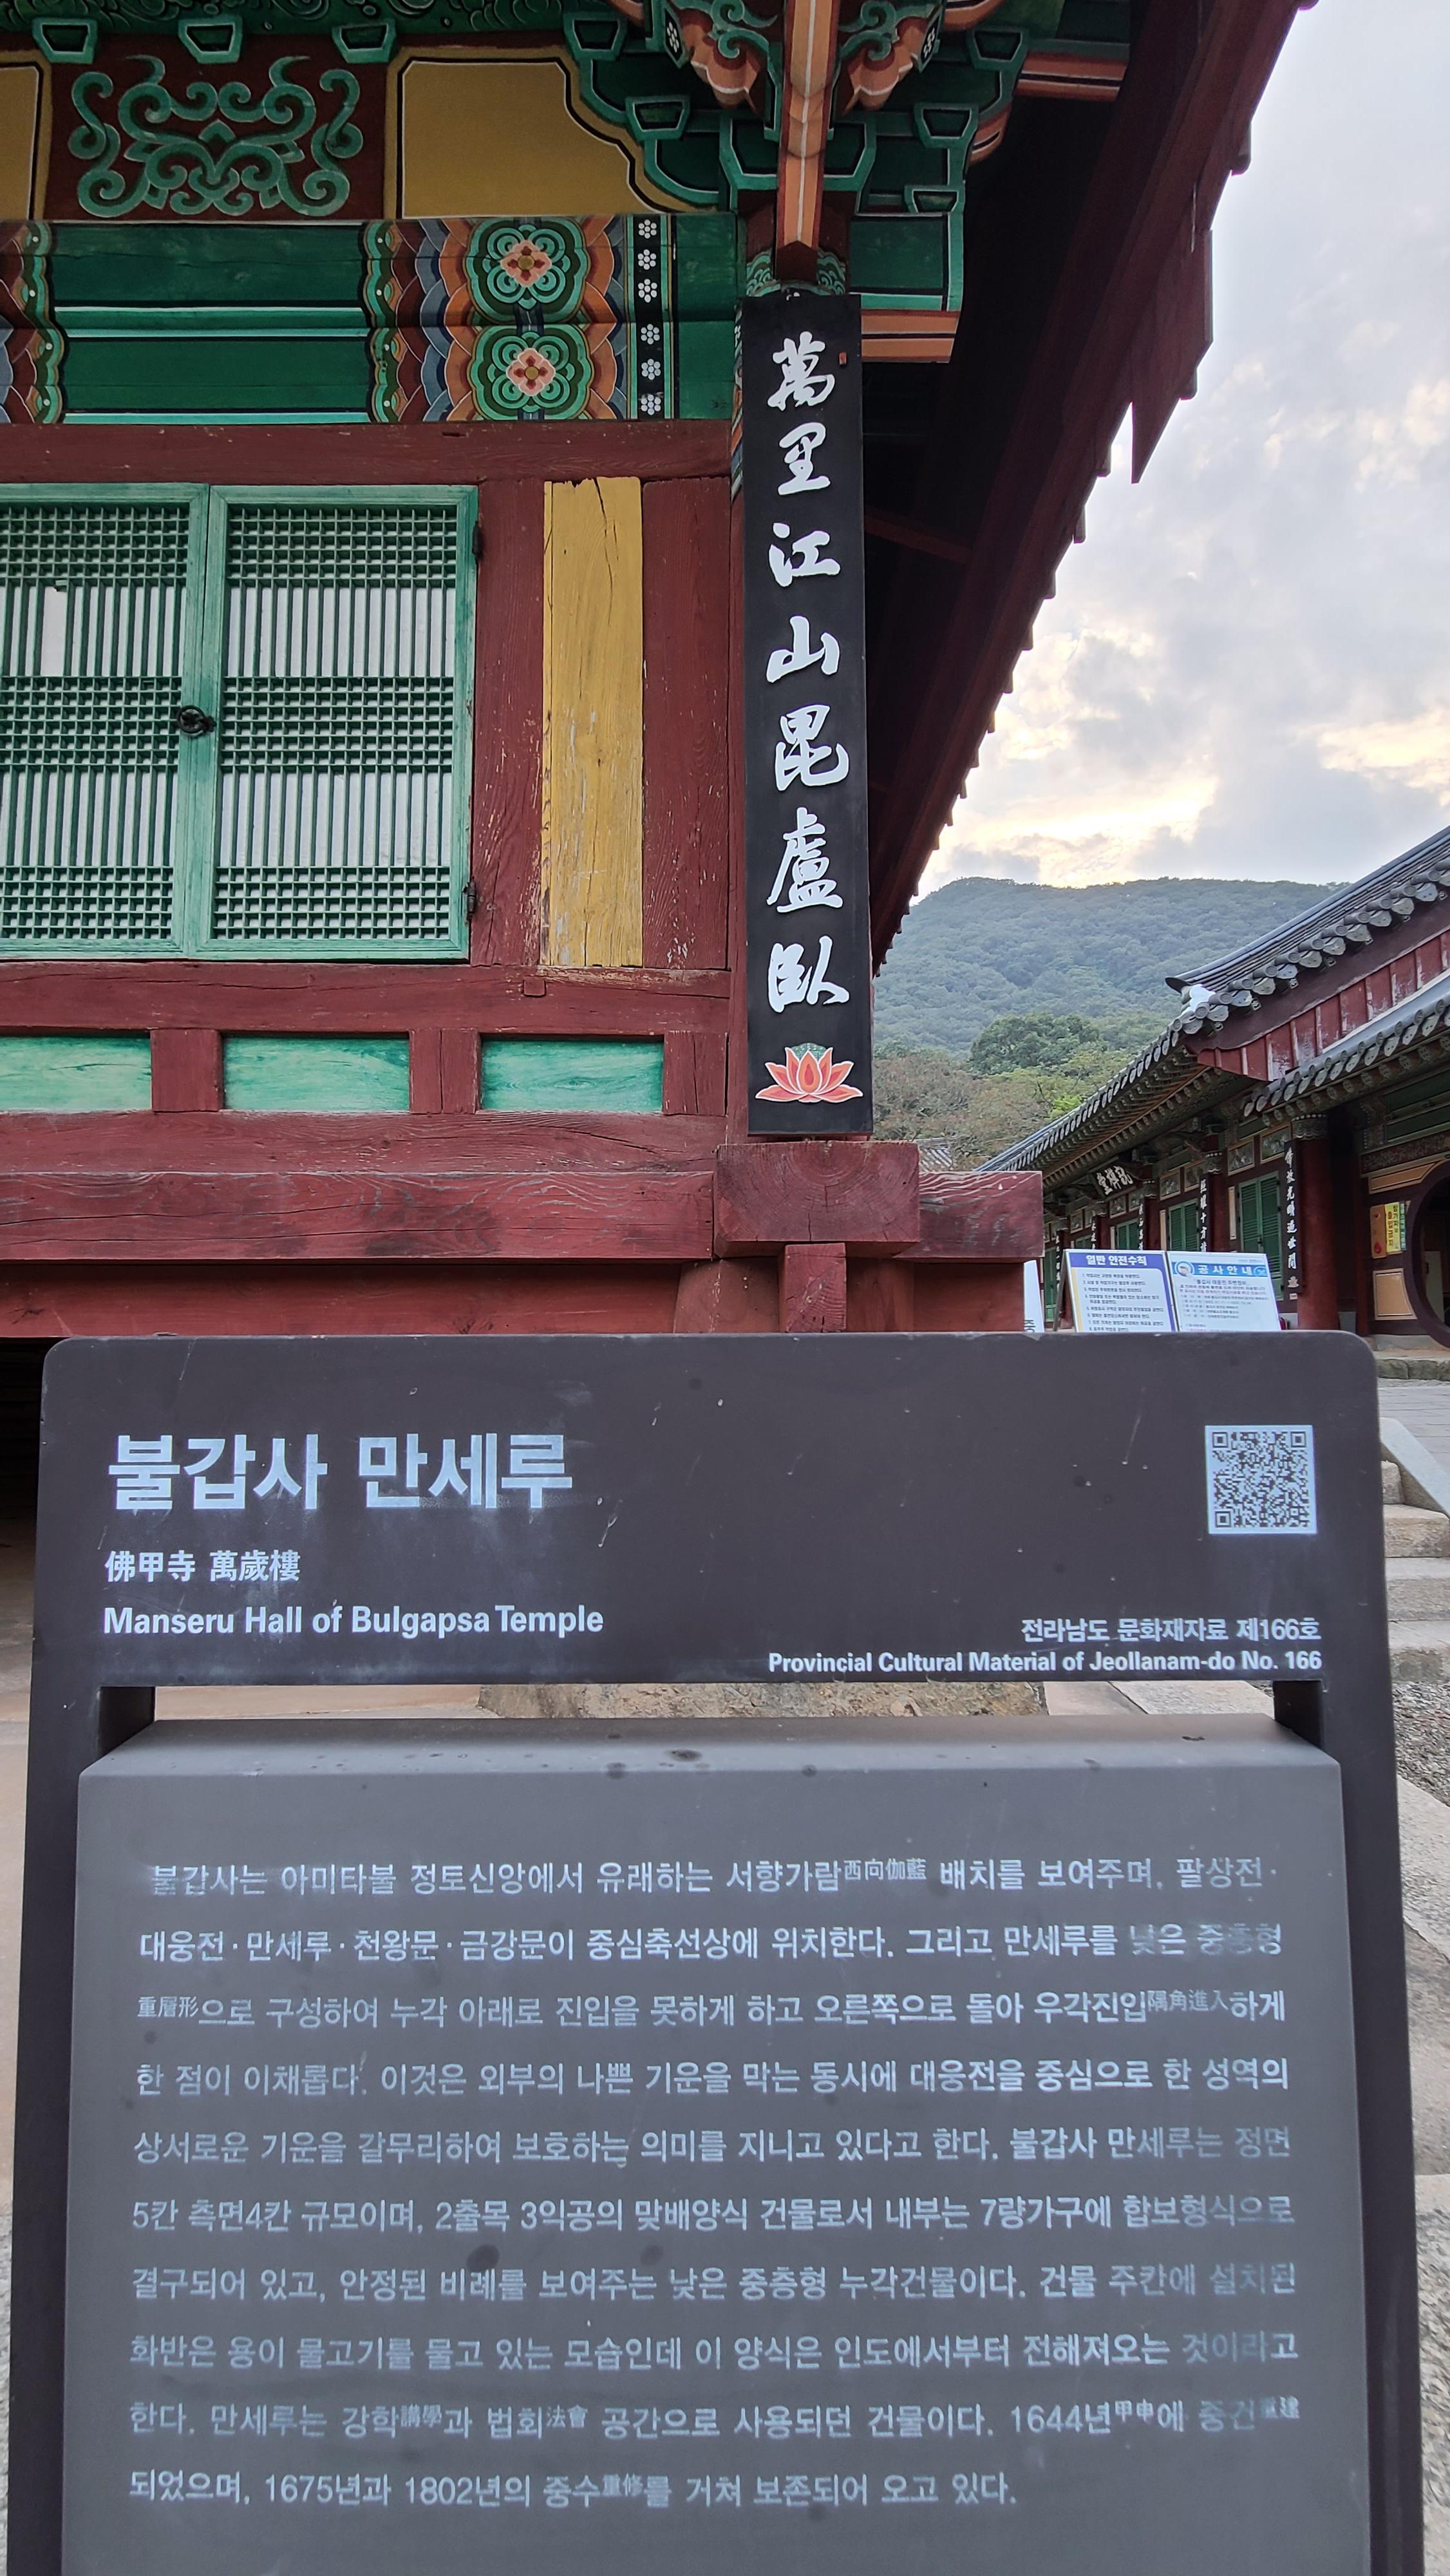 萬里江山毘盧臥
일반 안전수칙
공사안내
불갑사 만세루
佛甲寺 萬歲樓
Manseru Hall of Bulgapsa Temple
전라남도 문화재자료 제166호
Provincial Cultural Material of Jeollanam-do No. 166
불갑사는 아미타불 정토신앙에서 유래하는 서향가람西向伽藍 배치를 보여주며, 팔상전·
대웅전·만세루·천왕문·금강문이 중심축선상에 위치한다. 그리고 만세루를 낮은 중층형
重層形으로 구성하여 누각 아래로 진입을 못하게 하고 오른쪽으로 돌아 우각진입隅角進入하게
한 점이 이채롭다. 이것은 외부의 나쁜 기운을 막는 동시에 대웅전을 중심으로 한 성역의
상서로운 기운을 갈무리하여 보호하는 의미를 지니고 있다고 한다. 불갑사 만세루는 정면
5칸 측면4칸 규모이며, 2출목 3익공의 맞배양식 건물로서 내부는 7량가구에 합보형식으로
결구되어 있고, 안정된 비례를 보여주는 낮은 중층형 누각건물이다. 건물 주칸에 설치된
화반은 용이 물고기를 물고 있는 모습인데 이 양식은 인도에서부터 전해져오는 것이라고
한다. 만세루는 강학講學과 법회法會 공간으로 사용되던 건물이다. 1644년甲申에 중건重建
되었으며, 1675년과 1802년의 중수重修를 거쳐 보존되어 오고 있다.